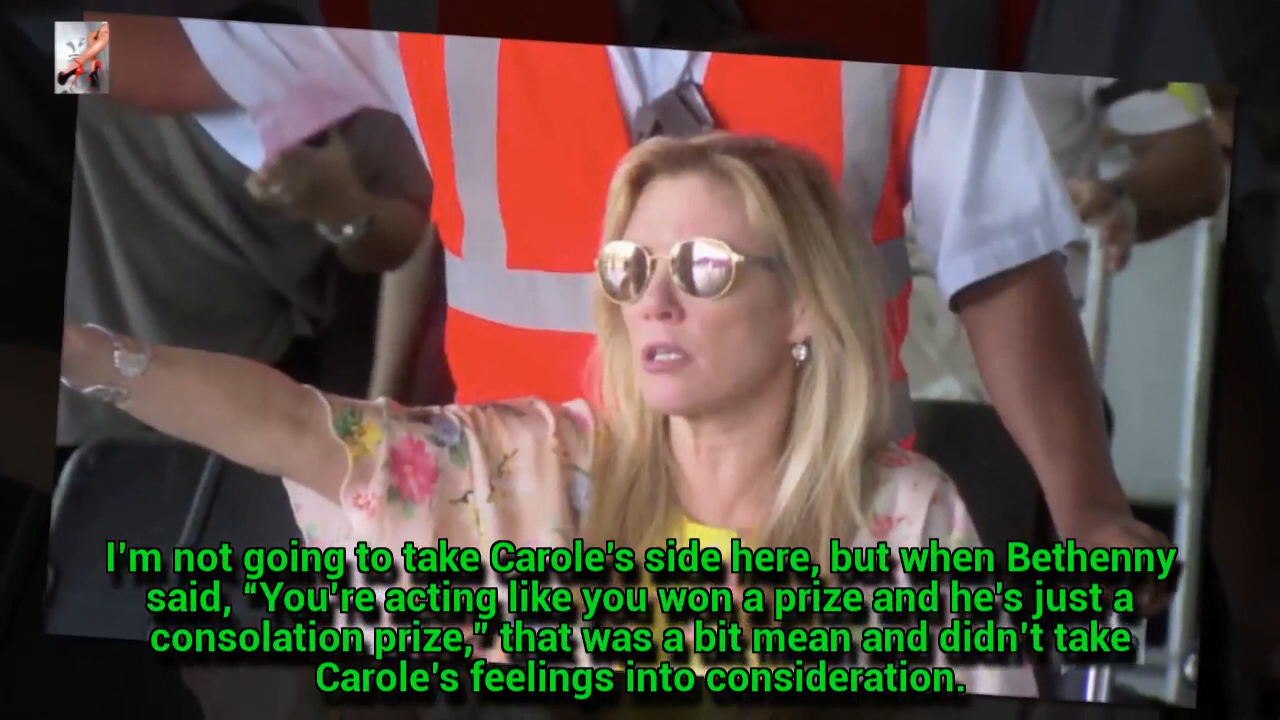 I'm not going to take Carole's side here, but when Bethenny
said, “You're acting like you won a prize and he's just a
consolation prize,” that was a bit mean and didn't take
Carole's feelings into consideration.